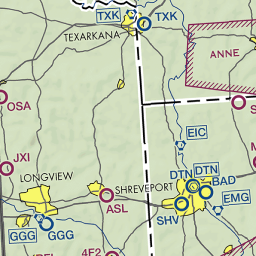 TXK
TXK
TEXARKANA
ANNE
OSA
EIC
JXI
LONGVIEW
DTN
DTN
SHREVEPORT
BAD
ASL
SHV
EMG
GGG
GGG
4F2